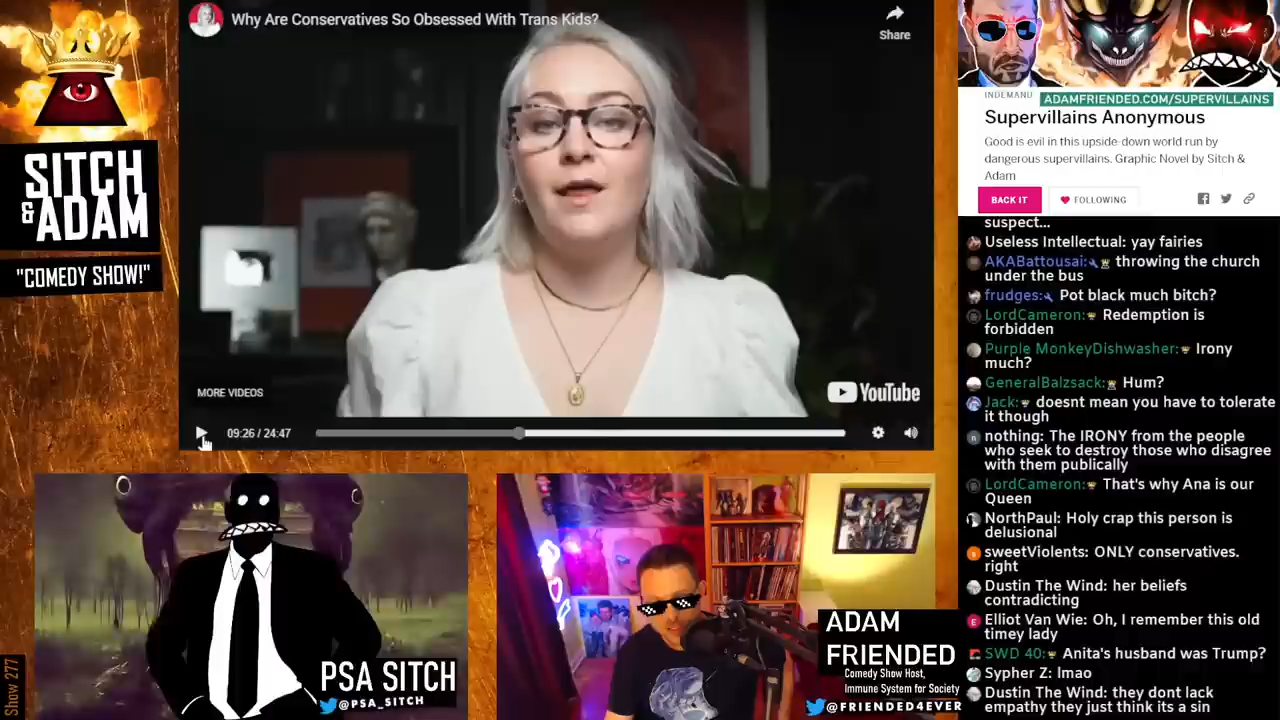 Why Are Conservatives So Obsessed With Trans Kids?
Share
MORE VIDEOS
YouTube
09:26 / 24:47
SITCH
& ADAM
"COMEDY SHOW!"
Show 277
PSA SITCH
@PSA_SITCH
ADAM
FRIENDED
Comedy Show Host,
Immune System for Society
@FRIENDED4EVER
INDEMAND
ADAMFRIENDED.COM/SUPERVILLAINS
Supervillains Anonymous
Good is evil in this upside-down world run by
dangerous supervillains. Graphic Novel by Sitch &
Adam
BACK IT
FOLLOWING
suspect...
Useless Intellectual: yay fairies
AKABattousai: throwing the church
under the bus
frudges: Pot black much bitch?
LordCameron: Redemption is
forbidden
Purple MonkeyDishwasher: Irony
much?
GeneralBalzsack: Hum?
Jack: doesnt mean you have to tolerate
it though
nothing: The IRONY from the people
who seek to destroy those who disagree
with them publically
LordCameron: That's why Ana is our
Queen
NorthPaul: Holy crap this person is
delusional
sweetViolents: ONLY conservatives.
right
Dustin The Wind: her beliefs
contradicting
Elliot Van Wie: Oh, I remember this old
timey lady
SWD 40: Anita's husband was Trump?
Sypher Z: lmao
Dustin The Wind: they dont lack
empathy they just think its a sin